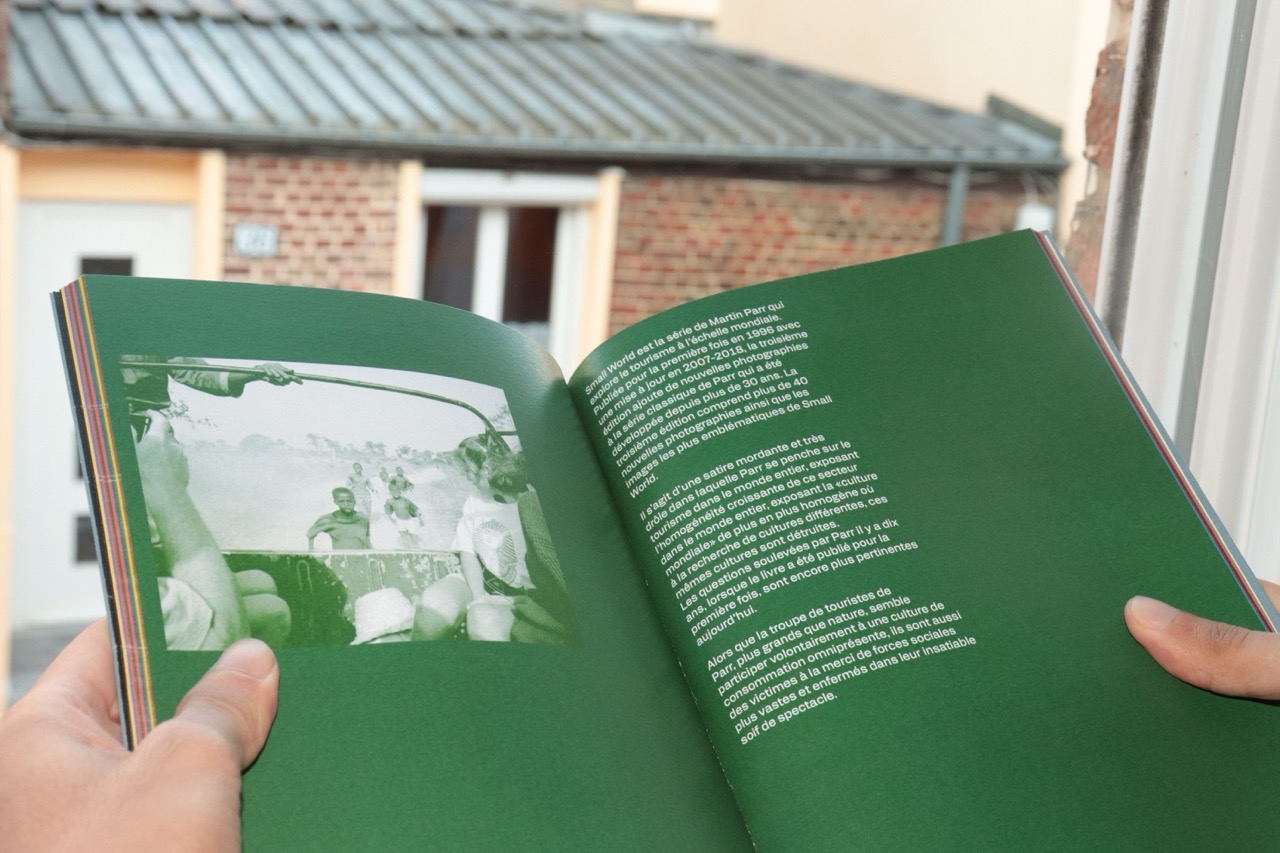 Small World est la série de Martin Parr qui
explore le tourisme à l'échelle mondiale.
Publiée pour la première fois en 1996 avec
une mise à jour en 2007-2018, la troisième
édition ajoute de nouvelles photographies
à la série classique de Parr qui a été
développée depuis plus de 30 ans. La
troisième édition comprend plus de 40
nouvelles photographies ainsi que les
images les plus emblématiques de Small
World.
Il s'agit d'une satire mordante et très
drôle dans laquelle Parr se penche sur le
tourisme dans le monde entier, exposant
l'homogénéité croissante de ce secteur
dans le monde entier, exposant la «culture
mondiale» de plus en plus homogène où
à la recherche de cultures différentes, ces
mêmes cultures sont détruites.
Les questions soulevées par Parr il y a dix
ans, lorsque le livre a été publié pour la
première fois, sont encore plus pertinentes
aujourd'hui.
Alors que la troupe de touristes de
Parr, plus grands que nature, semble
participer volontairement à une culture de
consommation omniprésente, ils sont aussi
des victimes à la merci de forces sociales
plus vastes et enfermés dans leur insatiable
soif de spectacle.